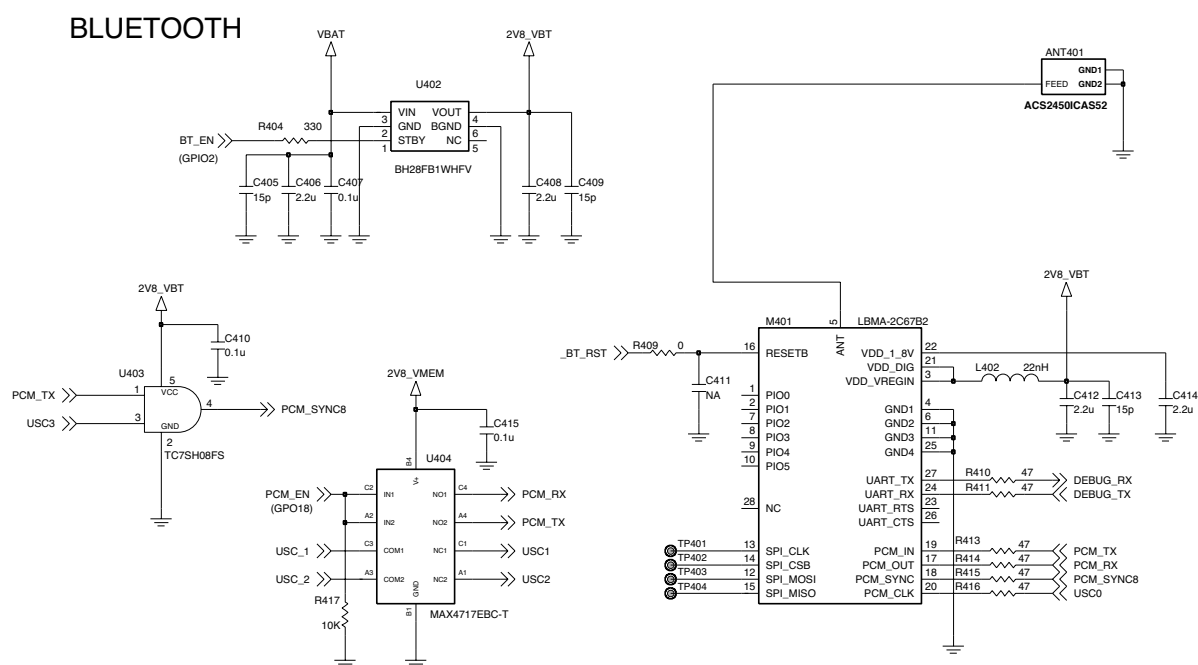 BLUETOOTH
VBAT
2V8_VBT
U402
VIN VOUT
3 GND BGND 4
2 STBY NC 6
1 5
BH28FB1WHFV
R404 330
BT_EN
(GPIO2)
C405
15p
C406
2.2u
C407
0.1u
C408
2.2u
C409
15p
ANT401
FEED
GND1
GND2
ACS2450ICAS52
2V8_VBT
C410
0.1u
U403
5
VCC
PCM_TX 1
4 PCM_SYNC8
USC3 3
GND
2
TC7SH08FS
2V8_VMEM
C415
0.1u
U404
B4
V+
PCM_EN
(GPO18)
C2 IN1 NO1 C4 PCM_RX
A2 IN2 NO2 A4 PCM_TX
USC_1 C3 COM1 NC1 C1 USC1
USC_2 A3 COM2 NC2 A1 USC2
GND
B1
R417
10K
MAX4717EBC-T
2V8_VBT
M401
5
ANT
LBMA-2C67B2
_BT_RST R409 0
16 RESETB
C411
NA
1 PIO0
2 PIO1
7 PIO2
8 PIO3
9 PIO4
10 PIO5
28 NC
TP401 13 SPI_CLK
TP402 14 SPI_CSB
TP403 12 SPI_MOSI
TP404 15 SPI_MISO
VDD_1_8V 22
VDD_DIG 21
VDD_VREGIN 3
L402 22nH
C412
2.2u
C413
15p
C414
2.2u
GND1 4
GND2 6
GND3 11
GND4 25
UART_TX 27 R410 47 DEBUG_RX
UART_RX 24 R411 47 DEBUG_TX
UART_RTS 23
UART_CTS 26
PCM_IN 19 R413 47 PCM_TX
PCM_OUT 17 R414 47 PCM_RX
PCM_SYNC 18 R415 47 PCM_SYNC8
PCM_CLK 20 R416 47 USC0